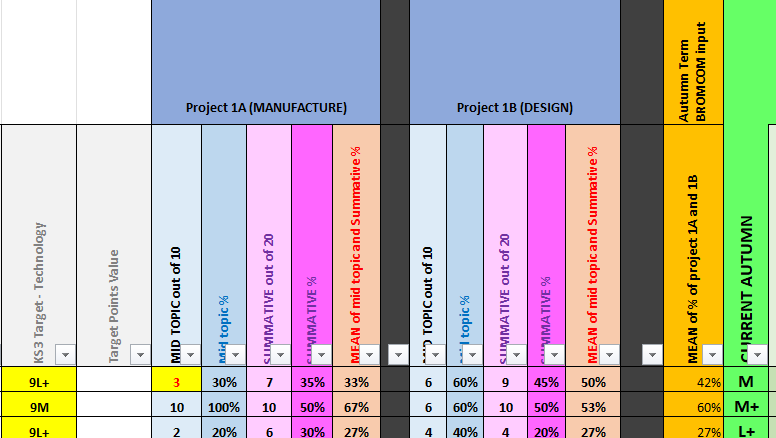 Autumn Term
BROMCOM input
Project 1A (MANUFACTURE)
Project 1B (DESIGN)
KS3 Target - Technology
Target Points Value
MID TOPIC out of 10
Mid topic %
SUMMATIVE out of 20
SUMMATIVE %
MEAN of mid topic and Summative %
MID TOPIC out of 10
Mid topic %
SUMMATIVE out of 20
SUMMATIVE %
MEAN of mid topic and Summative %
MEAN of % of project 1A and 1B
CURRENT AUTUMN
9L+ 3 30% 7 35% 33% 6 60% 9 45% 50% 42% M
9M 10 100% 10 50% 67% 6 60% 10 50% 53% 60% M+
9L+ 2 20% 6 30% 27% 4 40% 4 20% 27% 27% L+